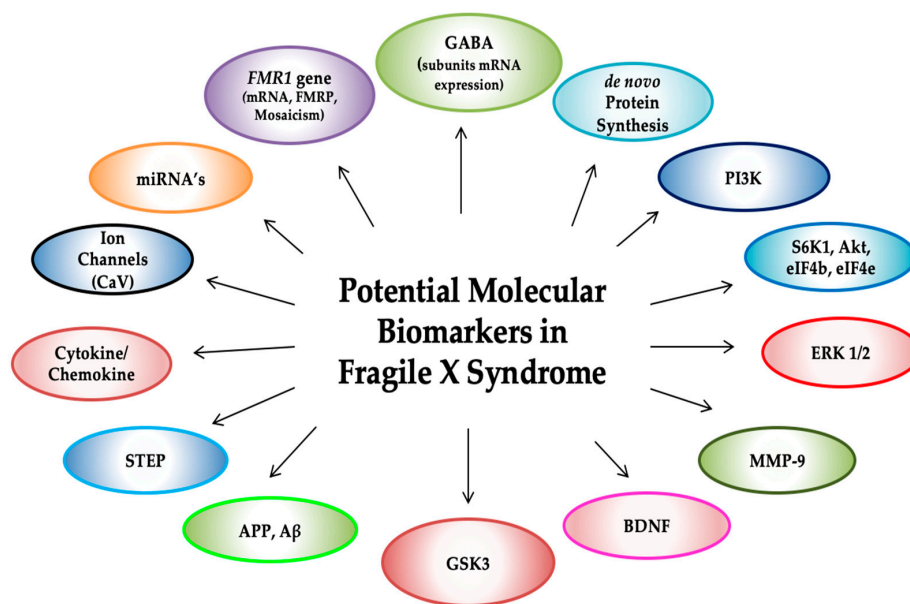 GABA
(subunits mRNA
expression)
FMR1 gene
(mRNA, FMRP,
Mosaicism)
de novo
Protein
Synthesis
miRNA's
PI3K
Ion
Channels
(CaV)
S6K1, Akt,
eIF4b, eIF4e
Potential Molecular
Biomarkers in
Fragile X Syndrome
Cytokine/
Chemokine
ERK 1/2
STEP
MMP-9
APP, Aβ
BDNF
GSK3